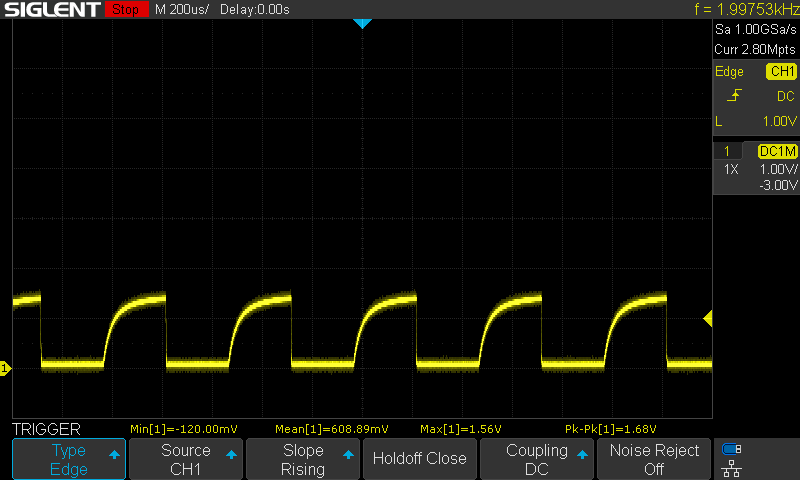 SIGLENT Stop M 200us/ Delay:0.00s f = 1.99753kHz
Sa 1.00GSa/s
Curr 2.80Mpts
Edge CH1
DC
L 1.00V
1 DC1M
1X 1.00V/
-3.00V
1
TRIGGER Min[1]=-120.00mV Mean[1]=608.89mV Max[1]=1.56V Pk-Pk[1]=1.68V
Type Source Slope Holdoff Close Coupling Noise Reject
Edge CH1 Rising DC Off